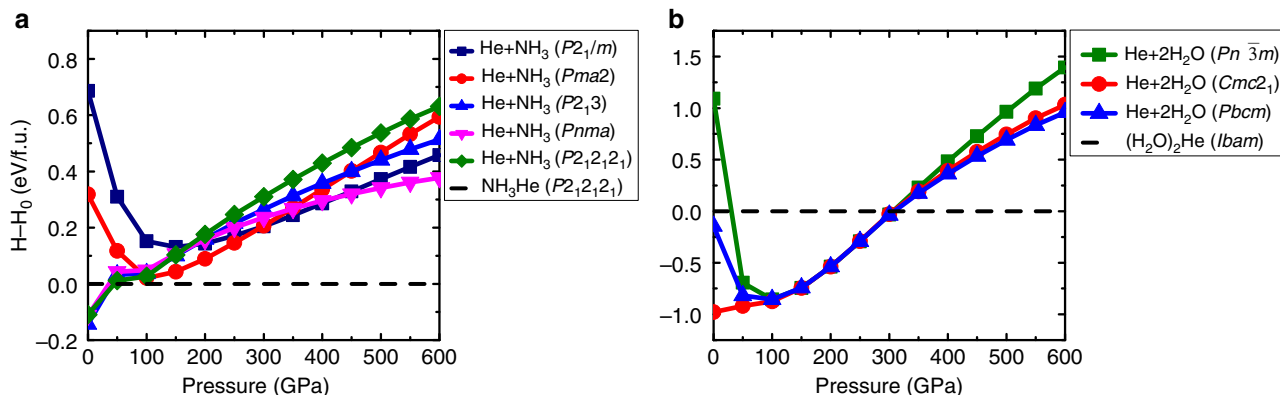 a
H–H₀ (eV/f.u.)
0.8
0.6
0.4
0.2
0.0
–0.2
0 100 200 300 400 500 600
Pressure (GPa)
He+NH₃ (P2₁/m)
He+NH₃ (Pma2)
He+NH₃ (P2₁3)
He+NH₃ (Pnma)
He+NH₃ (P2₁2₁2₁)
NH₃He (P2₁2₁2₁)
b
1.5
1.0
0.5
0.0
–0.5
–1.0
0 100 200 300 400 500 600
Pressure (GPa)
He+2H₂O (Pn 3̅m)
He+2H₂O (Cmc2₁)
He+2H₂O (Pbcm)
(H₂O)₂He (Ibam)